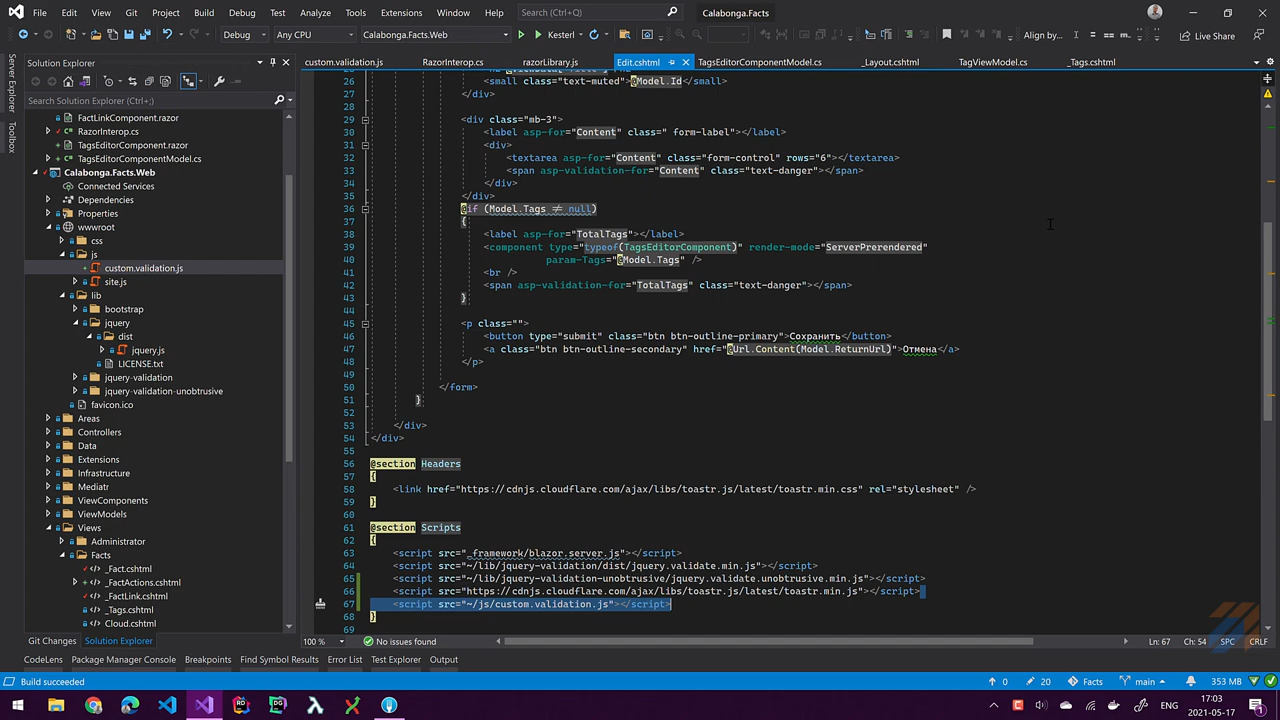 File Edit View Git Project Build Debug Test Analyze Tools Extensions Window Help Search (Ctrl+;) Calabonga.Facts
Debug Any CPU Calabonga.Facts.Web Kestrel Align by... Live Share
Server Explorer
Toolbox
Solution Explorer
Search Solution Explorer (Ctrl+;)
FactLinkComponent.razor
RazorInterop.cs
TagsEditorComponent.razor
TagsEditorComponentModel.cs
Calabonga.Facts.Web
Connected Services
Dependencies
Properties
wwwroot
css
js
custom.validation.js
site.js
lib
bootstrap
jquery
dist
jquery.js
LICENSE.txt
jquery-validation
jquery-validation-unobtrusive
favicon.ico
Areas
Controllers
Data
Extensions
Infrastructure
Mediatr
ViewComponents
ViewModels
Views
Administrator
Facts
_Fact.cshtml
_FactActions.cshtml
_FactLink.cshtml
_Tags.cshtml
Cloud.cshtml
Git Changes Solution Explorer
custom.validation.js RazorInterop.cs razorLibrary.js Edit.cshtml TagsEditorComponentModel.cs _Layout.cshtml TagViewModel.cs _Tags.cshtml
26 <small class="text-muted">@Model.Id</small>
27 </div>
28
29 <div class="mb-3">
30 <label asp-for="Content" class=" form-label"></label>
31 <div>
32 <textarea asp-for="Content" class="form-control" rows="6"></textarea>
33 <span asp-validation-for="Content" class="text-danger"></span>
34 </div>
35 </div>
36 @if (Model.Tags ≠ null)
37 {
38 <label asp-for="TotalTags"></label>
39 <component type="typeof(TagsEditorComponent)" render-mode="ServerPrerendered"
40 param-Tags="@Model.Tags" />
41 <br />
42 <span asp-validation-for="TotalTags" class="text-danger"></span>
43 }
44
45 <p class="">
46 <button type="submit" class="btn btn-outline-primary">Сохранить</button>
47 <a class="btn btn-outline-secondary" href="@Url.Content(Model.ReturnUrl)">Отмена</a>
48 </p>
49
50 </form>
51 }
52
53 </div>
54 </div>
55
56 @section Headers
57 {
58 <link href="https://cdnjs.cloudflare.com/ajax/libs/toastr.js/latest/toastr.min.css" rel="stylesheet" />
59 }
60
61 @section Scripts
62 {
63 <script src="_framework/blazor.server.js"></script>
64 <script src="~/lib/jquery-validation/dist/jquery.validate.min.js"></script>
65 <script src="~/lib/jquery-validation-unobtrusive/jquery.validate.unobtrusive.min.js"></script>
66 <script src="https://cdnjs.cloudflare.com/ajax/libs/toastr.js/latest/toastr.min.js"></script>
67 <script src="~/js/custom.validation.js"></script>
68 }
69
100 % No issues found Ln: 67 Ch: 54 SPC CRLF
CodeLens Package Manager Console Breakpoints Find Symbol Results Error List Test Explorer Output
Build succeeded 0 20 Facts main 353 MB
ENG 17:03
2021-05-17